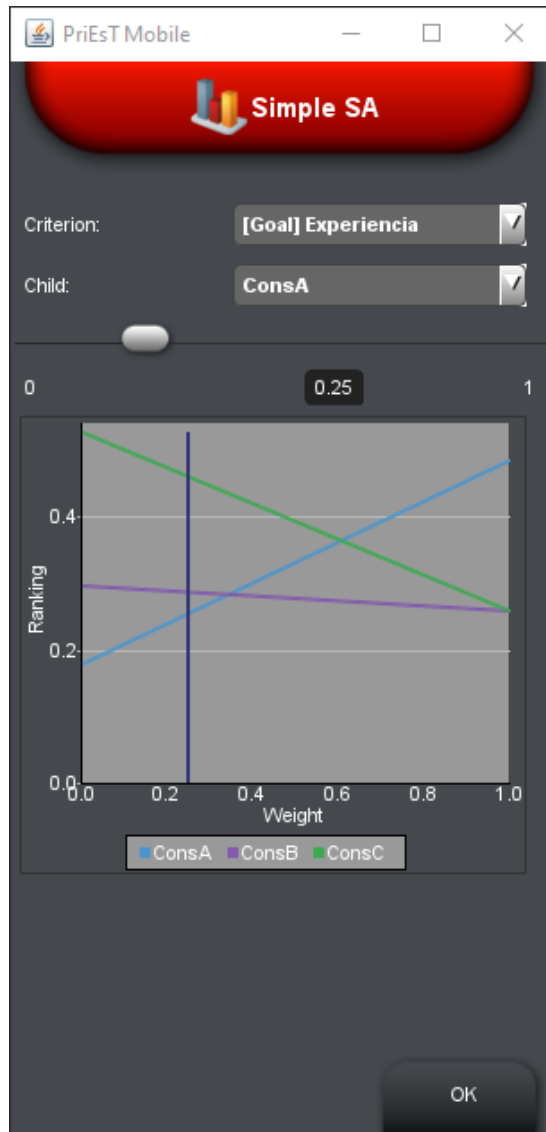 PriEsT Mobile
Simple SA
Criterion: [Goal] Experiencia
Child: ConsA
0 0.25 1
Ranking
0.4
0.2
0.0
0.0 0.2 0.4 0.6 0.8 1.0
Weight
ConsA ConsB ConsC
OK